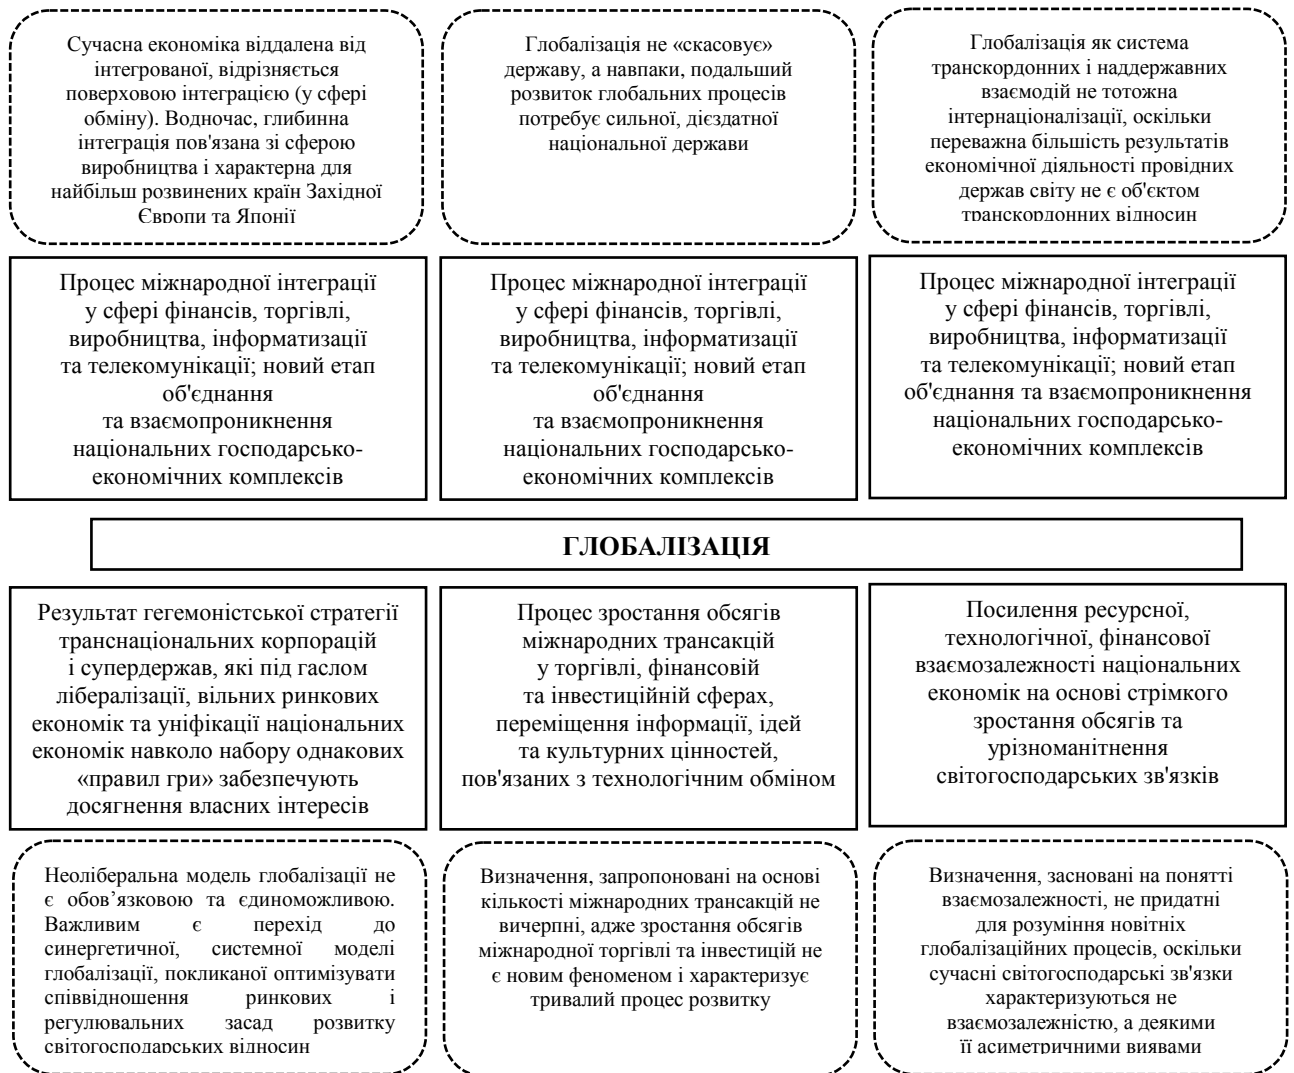 Сучасна економіка віддалена від
інтегрованої, відрізняється
поверховою інтеграцією (у сфері
обміну). Водночас, глибинна
інтеграція пов'язана зі сферою
виробництва і характерна для
найбільш розвинених країн Західної
Європи та Японії
Глобалізація не «скасовує»
державу, а навпаки, подальший
розвиток глобальних процесів
потребує сильної, дієздатної
національної держави
Глобалізація як система
транскордонних і наддержавних
взаємодій не тотожна
інтернаціоналізації, оскільки
переважна більшість результатів
економічної діяльності провідних
держав світу не є об'єктом
транскордонних відносин
Процес міжнародної інтеграції
у сфері фінансів, торгівлі,
виробництва, інформатизації
та телекомунікації; новий етап
об'єднання
та взаємопроникнення
національних господарсько-
економічних комплексів
Процес міжнародної інтеграції
у сфері фінансів, торгівлі,
виробництва, інформатизації
та телекомунікації; новий етап
об'єднання
та взаємопроникнення
національних господарсько-
економічних комплексів
Процес міжнародної інтеграції
у сфері фінансів, торгівлі,
виробництва, інформатизації
та телекомунікації; новий етап
об'єднання та взаємопроникнення
національних господарсько-
економічних комплексів
ГЛОБАЛІЗАЦІЯ
Результат гегемоністської стратегії
транснаціональних корпорацій
і супердержав, які під гаслом
лібералізації, вільних ринкових
економік та уніфікації національних
економік навколо набору однакових
«правил гри» забезпечують
досягнення власних інтересів
Процес зростання обсягів
міжнародних трансакцій
у торгівлі, фінансовій
та інвестиційній сферах,
переміщення інформації, ідей
та культурних цінностей,
пов'язаних з технологічним обміном
Посилення ресурсної,
технологічної, фінансової
взаємозалежності національних
економік на основі стрімкого
зростання обсягів та
урізноманітнення
світогосподарських зв'язків
Неоліберальна модель глобалізації не
є обов’язковою та єдиноможливою.
Важливим є перехід до
синергетичної, системної моделі
глобалізації, покликаної оптимізувати
співвідношення ринкових і
регулювальних засад розвитку
світогосподарських відносин
Визначення, запропоновані на основі
кількості міжнародних трансакцій не
вичерпні, адже зростання обсягів
міжнародної торгівлі та інвестицій не
є новим феноменом і характеризує
тривалий процес розвитку
Визначення, засновані на понятті
взаємозалежності, не придатні
для розуміння новітніх
глобалізаційних процесів, оскільки
сучасні світогосподарські зв'язки
характеризуються не
взаємозалежністю, а деякими
її асиметричними виявами